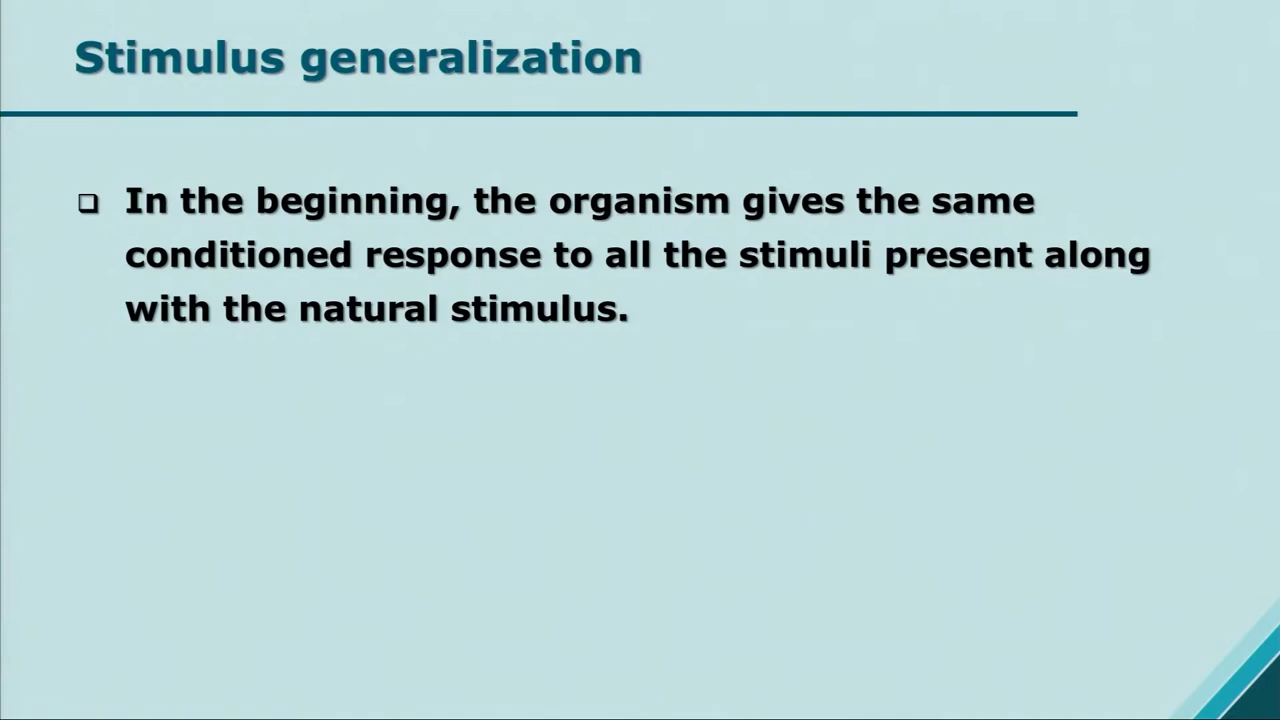 Stimulus generalization
In the beginning, the organism gives the same
conditioned response to all the stimuli present along
with the natural stimulus.